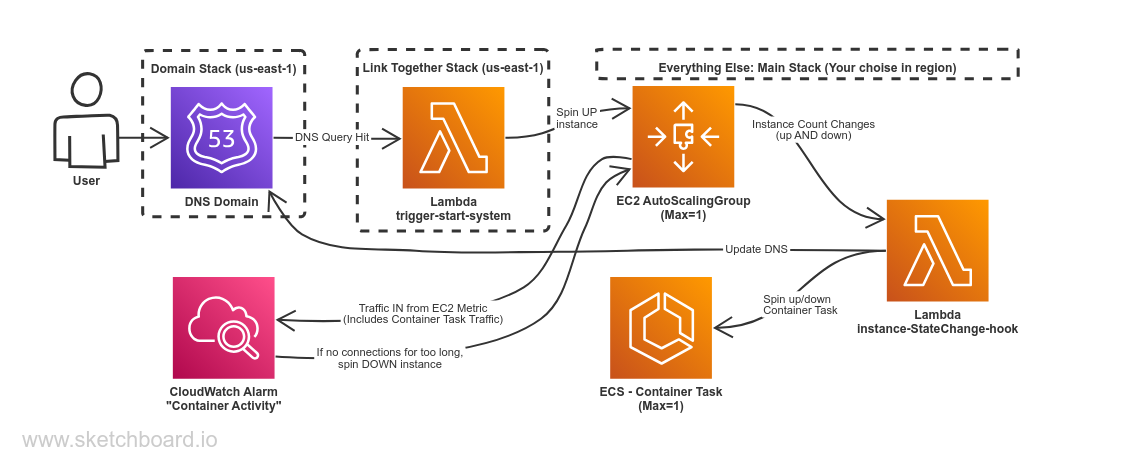 Domain Stack (us-east-1)
Link Together Stack (us-east-1)
Everything Else: Main Stack (Your choise in region)
53
User
DNS Query Hit
DNS Domain
Lambda
trigger-start-system
Spin UP
instance
EC2 AutoScalingGroup
(Max=1)
Instance Count Changes
(up AND down)
Update DNS
Lambda
instance-StateChange-hook
Spin up/down
Container Task
Traffic IN from EC2 Metric
(Includes Container Task Traffic)
If no connections for too long,
spin DOWN instance
CloudWatch Alarm
"Container Activity"
ECS - Container Task
(Max=1)
www.sketchboard.io